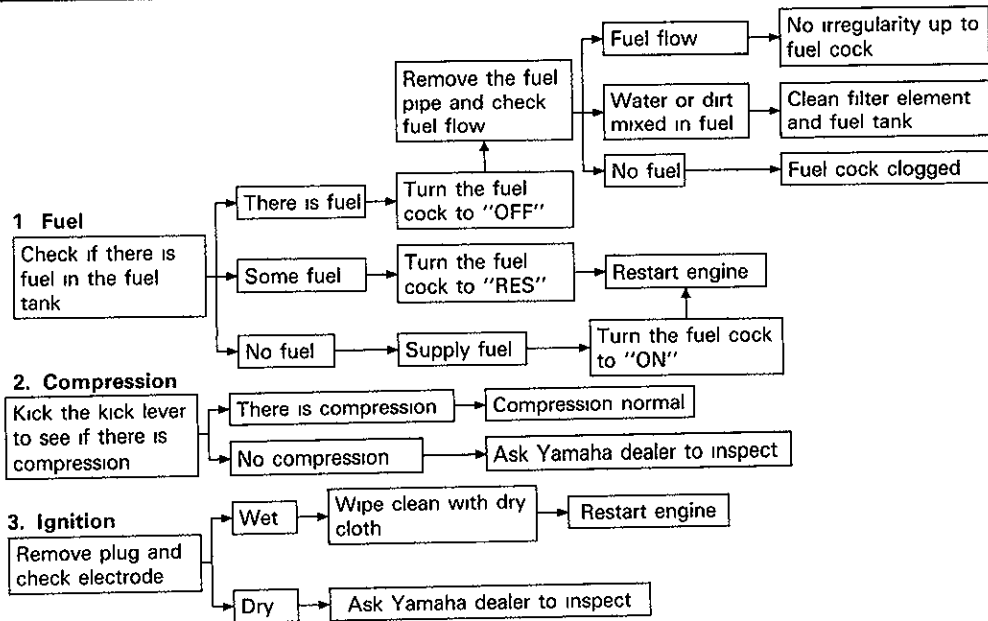 1 Fuel
Check if there is
fuel in the fuel
tank
There is fuel
Turn the fuel
cock to "OFF"
Remove the fuel
pipe and check
fuel flow
Fuel flow
No irregularity up to
fuel cock
Water or dirt
mixed in fuel
Clean filter element
and fuel tank
No fuel
Fuel cock clogged
Some fuel
Turn the fuel
cock to "RES"
Restart engine
No fuel
Supply fuel
Turn the fuel cock
to "ON"
2. Compression
Kick the kick lever
to see if there is
compression
There is compression
Compression normal
No compression
Ask Yamaha dealer to inspect
3. Ignition
Remove plug and
check electrode
Wet
Wipe clean with dry
cloth
Restart engine
Dry
Ask Yamaha dealer to inspect